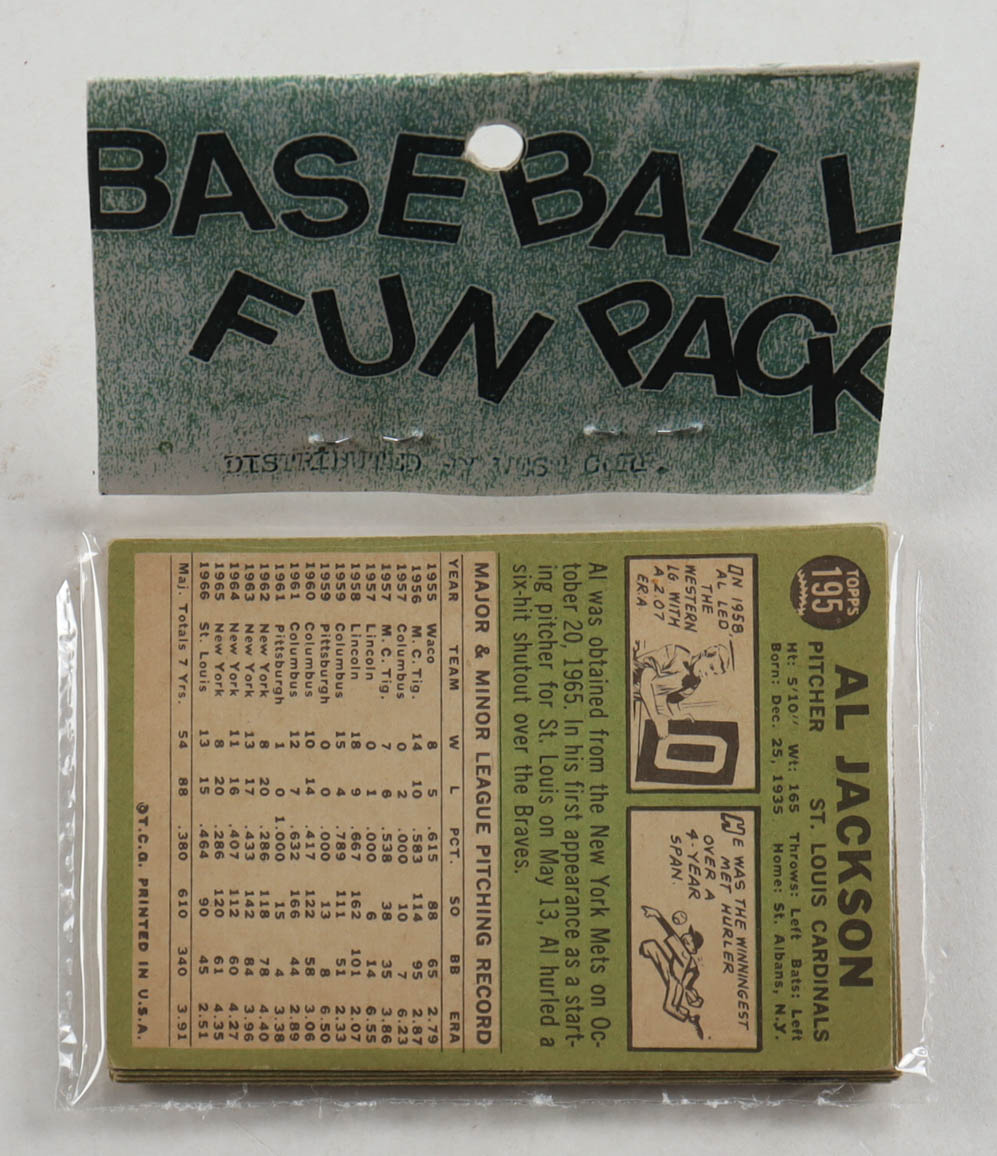 BASEBALL
FUN PACK
DISTRIBUTED BY WEST CORP.
TOPPS
195
AL JACKSON
PITCHER ST. LOUIS CARDINALS
Ht: 5'10" Wt: 165 Throws: Left Bats: Left
Born: Dec. 25, 1935 Home: St. Albans, N.Y.
IN 1958
AL LED
THE
WESTERN
LG WITH
A 2.07
ERA.
HE WAS THE WINNINGEST
MET HURLER
OVER A
4-YEAR
SPAN.
Al was obtained from the New York Mets on Oc-
tober 20, 1965. In his first appearance as a start-
ing pitcher for St. Louis on May 13, Al hurled a
six-hit shutout over the Braves.
MAJOR & MINOR LEAGUE PITCHING RECORD
YEAR TEAM W L PCT. SO BB ERA
1955 Waco 8 5 .615 88 65 2.79
1956 M.C. Tig. 14 10 .583 114 95 2.87
1957 Columbus 0 2 .000 10 7 6.23
1957 M.C. Tig. 7 6 .538 38 35 3.86
1957 Lincoln 0 1 .000 6 14 6.55
1958 Lincoln 18 9 .667 162 101 2.07
1959 Columbus 15 4 .789 111 51 2.33
1959 Pittsburgh 0 0 .000 13 8 6.50
1960 Columbus 10 14 .417 122 58 3.06
1961 Columbus 12 7 .632 166 44 2.89
1961 Pittsburgh 1 0 1.000 15 4 3.38
1962 New York 8 20 .286 118 78 4.40
1963 New York 13 17 .433 142 84 3.96
1964 New York 11 16 .407 112 60 4.27
1965 New York 8 20 .286 120 61 4.35
1966 St. Louis 13 15 .464 90 45 2.51
Maj. Totals 7 Yrs. 54 88 .380 610 340 3.91
©T.C.G. PRINTED IN U.S.A.